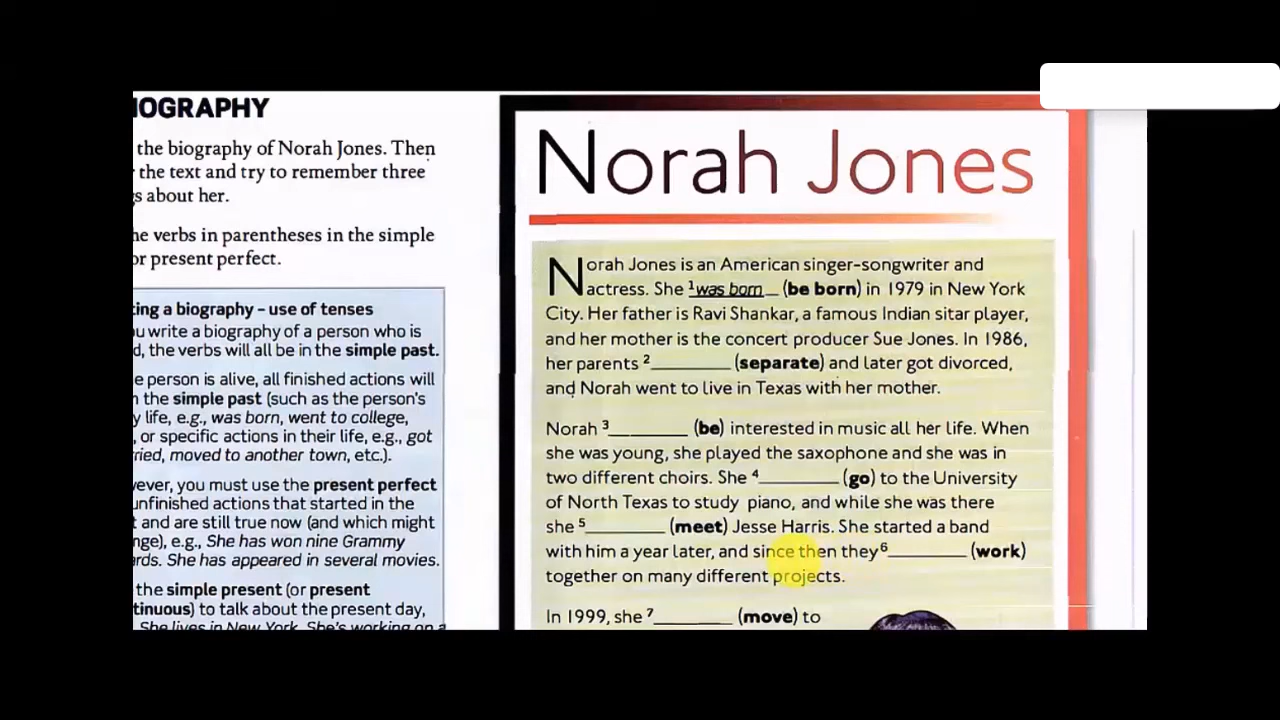 IOGRAPHY
the biography of Norah Jones. Then
the text and try to remember three
s about her.
he verbs in parentheses in the simple
or present perfect.
ting a biography – use of tenses
u write a biography of a person who is
d, the verbs will all be in the simple past.
e person is alive, all finished actions will
the simple past (such as the person's
y life, e.g., was born, went to college,
, or specific actions in their life, e.g., got
ried, moved to another town, etc.).
ever, you must use the present perfect
unfinished actions that started in the
t and are still true now (and which might
nge), e.g., She has won nine Grammy
rds. She has appeared in several movies.
the simple present (or present
tinuous) to talk about the present day,
She lives in New York. She's working on a
Norah Jones
Norah Jones is an American singer-songwriter and
actress. She ¹was born_ (be born) in 1979 in New York
City. Her father is Ravi Shankar, a famous Indian sitar player,
and her mother is the concert producer Sue Jones. In 1986,
her parents ²________ (separate) and later got divorced,
and Norah went to live in Texas with her mother.
Norah ³________ (be) interested in music all her life. When
she was young, she played the saxophone and she was in
two different choirs. She ⁴________ (go) to the University
of North Texas to study piano, and while she was there
she ⁵________ (meet) Jesse Harris. She started a band
with him a year later, and since then they ⁶________ (work)
together on many different projects.
In 1999, she ⁷________ (move) to